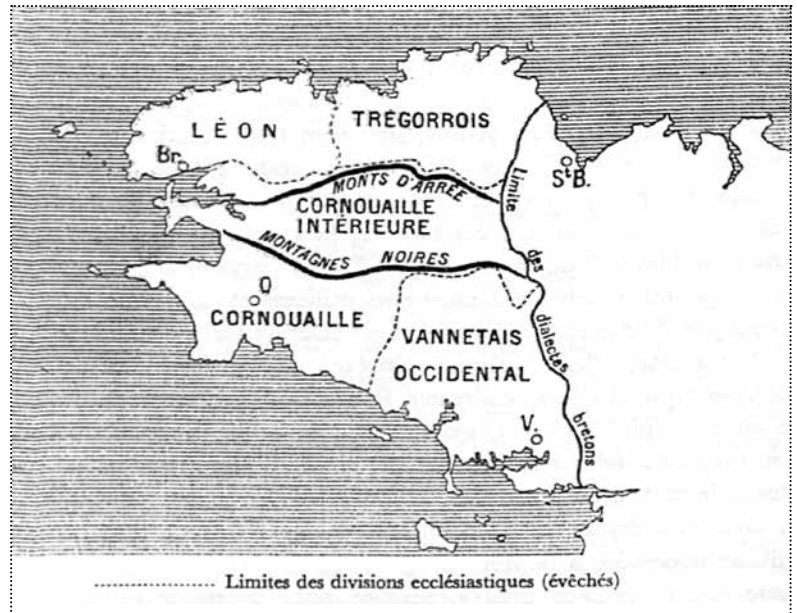 LÉON
TRÉGORROIS
Br.
MONTS D'ARRÉE
Limite des dialectes bretons
St B.
CORNOUAILLE
INTÉRIEURE
MONTAGNES NOIRES
Q
CORNOUAILLE
VANNETAIS
OCCIDENTAL
V.
Limites des divisions ecclésiastiques (évêchés)